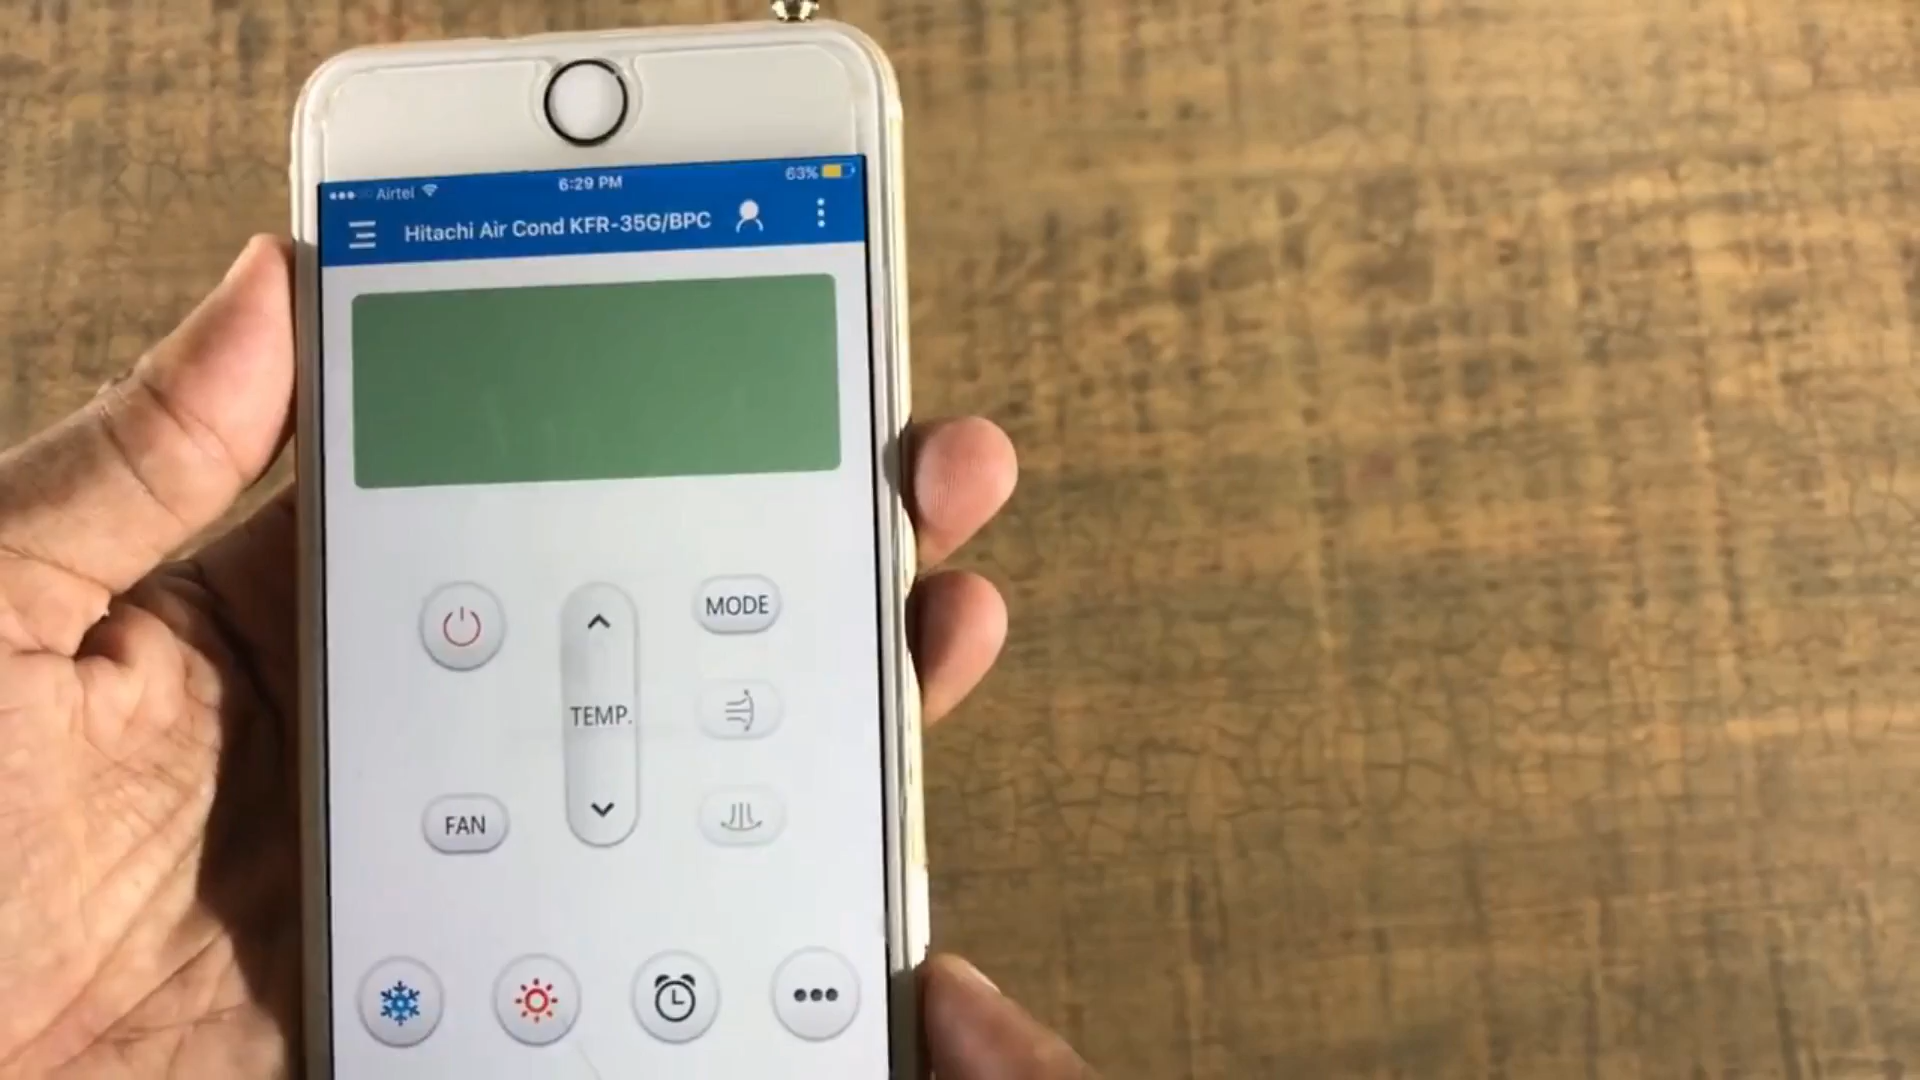 Airtel 6:29 PM 63%
Hitachi Air Cond KFR-35G/BPC
MODE
TEMP.
FAN